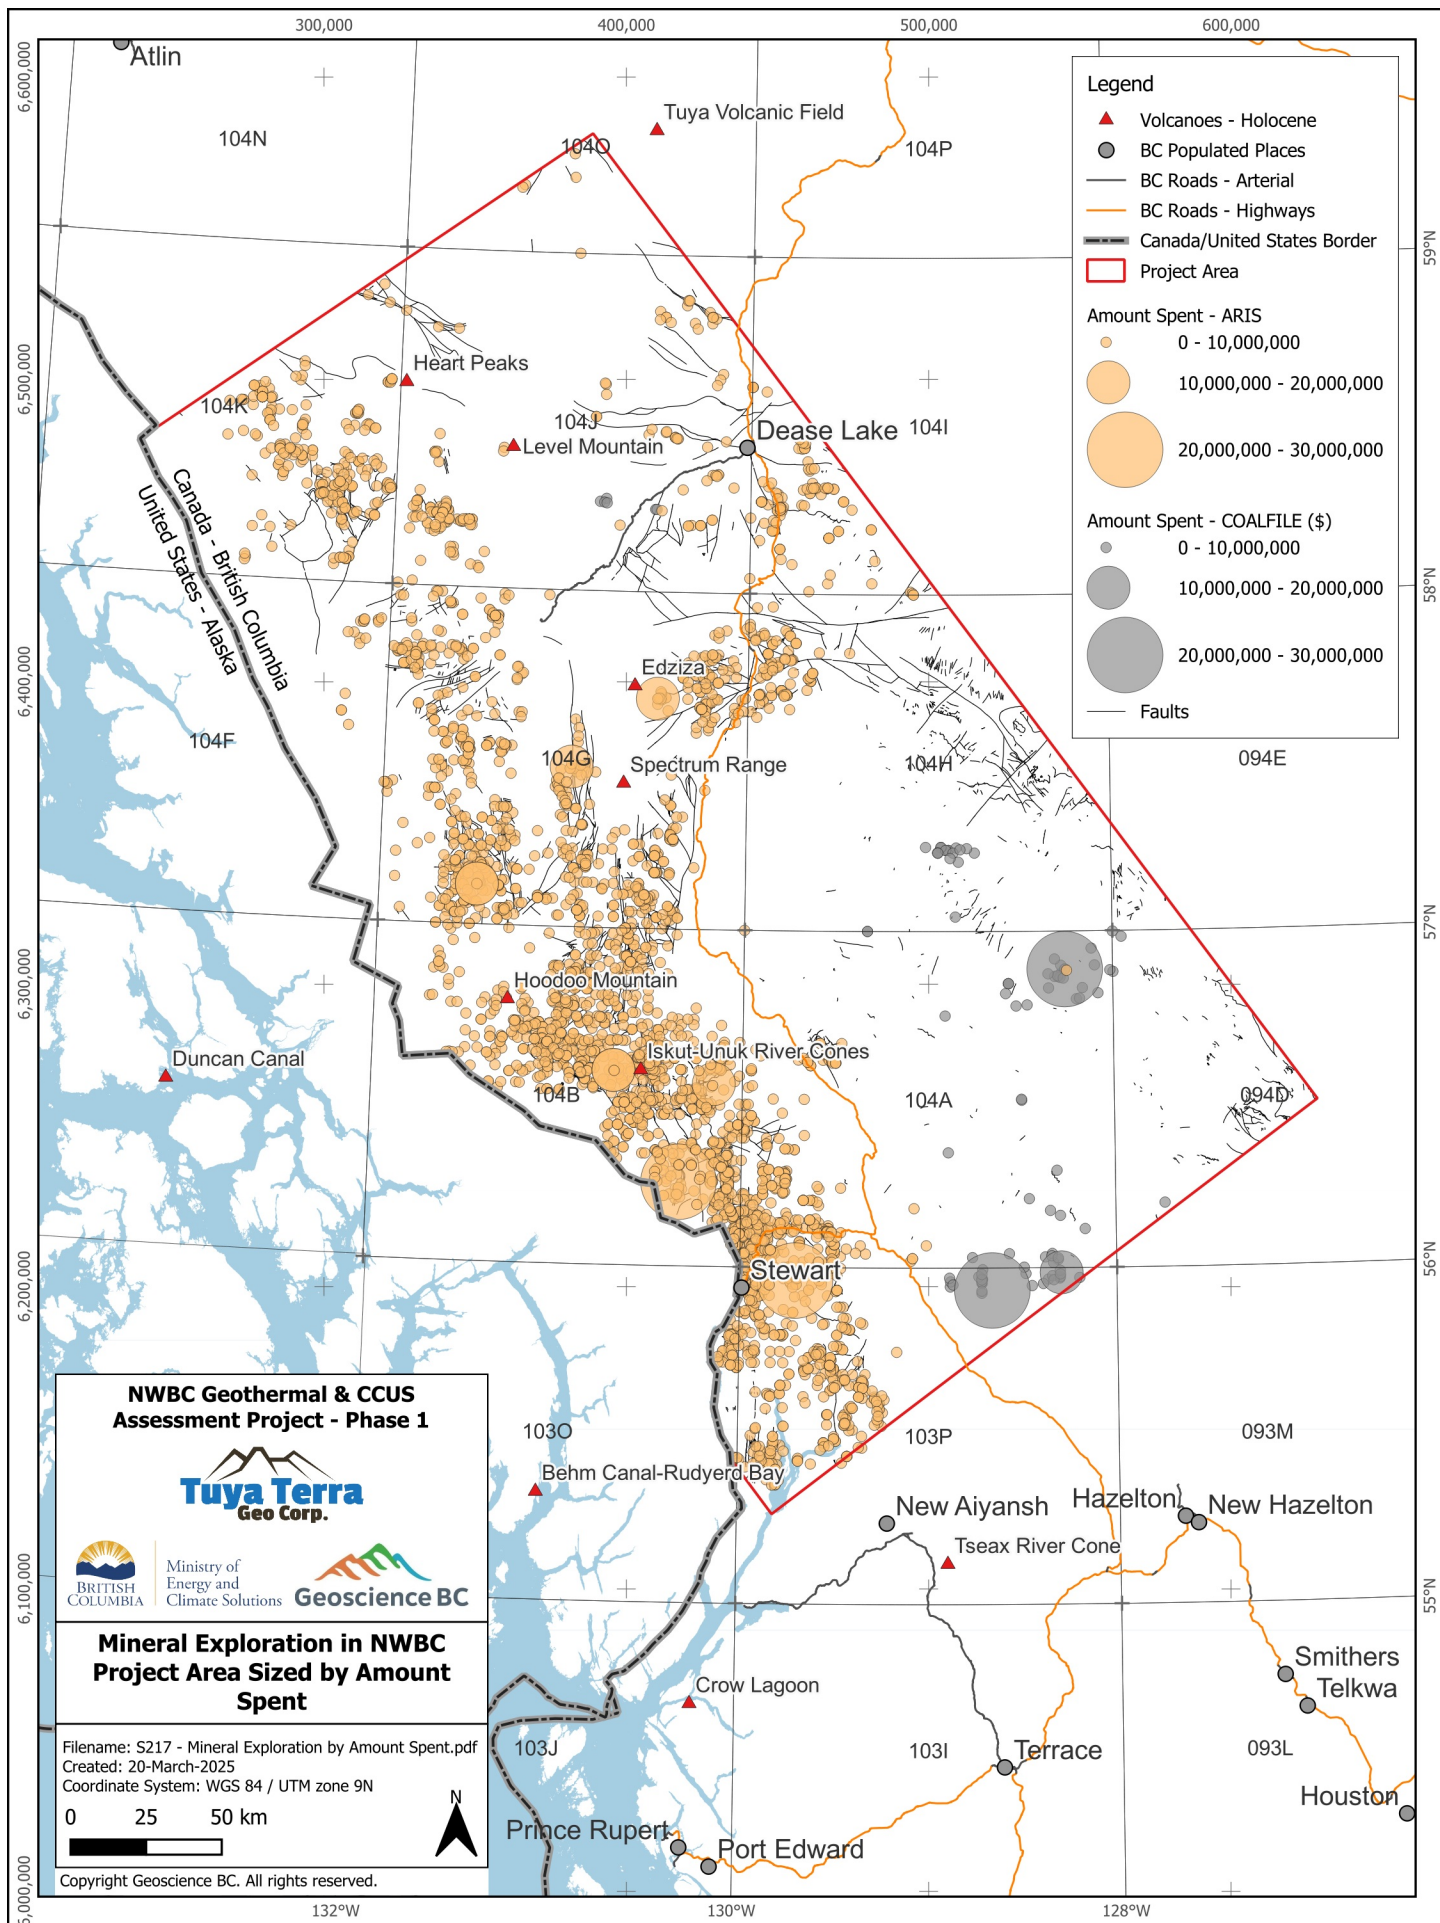 300,000
400,000
500,000
600,000
6,600,000
6,500,000
6,400,000
6,300,000
6,200,000
6,100,000
59°N
58°N
57°N
56°N
55°N
132°W
130°W
128°W
Atlin
Tuya Volcanic Field
104N
104O
104P
Heart Peaks
104K
104J
Level Mountain
Dease Lake
104I
Canada - British Columbia
United States - Alaska
Edziza
104F
104G
Spectrum Range
104H
094E
Hoodoo Mountain
Iskut-Unuk River Cones
Duncan Canal
104B
104A
094D
Stewart
103O
103P
093M
Behm Canal-Rudyerd Bay
New Aiyansh
Hazelton
New Hazelton
Tseax River Cone
Smithers
Telkwa
Crow Lagoon
103J
103I
093L
Terrace
Houston
Prince Rupert
Port Edward
Legend
Volcanoes - Holocene
BC Populated Places
BC Roads - Arterial
BC Roads - Highways
Canada/United States Border
Project Area
Amount Spent - ARIS
0 - 10,000,000
10,000,000 - 20,000,000
20,000,000 - 30,000,000
Amount Spent - COALFILE ($)
0 - 10,000,000
10,000,000 - 20,000,000
20,000,000 - 30,000,000
Faults
NWBC Geothermal & CCUS
Assessment Project - Phase 1
Tuya Terra
Geo Corp.
BRITISH
COLUMBIA
Ministry of
Energy and
Climate Solutions
Geoscience BC
Mineral Exploration in NWBC
Project Area Sized by Amount
Spent
Filename: S217 - Mineral Exploration by Amount Spent.pdf
Created: 20-March-2025
Coordinate System: WGS 84 / UTM zone 9N
0 25 50 km
N
Copyright Geoscience BC. All rights reserved.